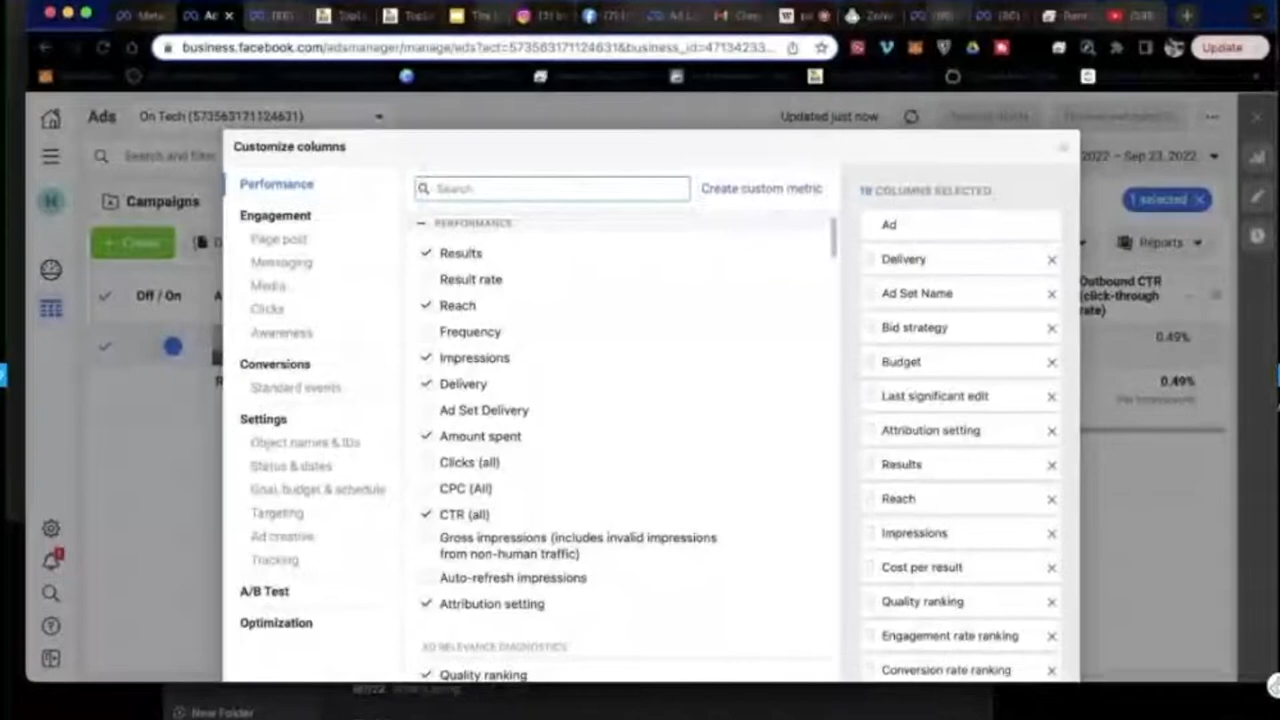 business.facebook.com/adsmanager/manage/ads?act=573563171124631&business_id=47134233...
Update
Ads
On Tech (573563171124631)
Updated just now
Customize columns
Search and filter
2022 – Sep 23, 2022
Performance
Search
Create custom metric
18 COLUMNS SELECTED
Campaigns
1 selected
Engagement
PERFORMANCE
Ad
Page post
+ Create
Reports
Results
Delivery
Messaging
Result rate
Media
Off / On
Ad Set Name
Outbound CTR
(click-through
rate)
Reach
Clicks
Frequency
Bid strategy
Awareness
0.49%
Impressions
Budget
Conversions
Delivery
0.49%
Per Impressions
Standard events
Last significant edit
Ad Set Delivery
Settings
Attribution setting
Amount spent
Object names & IDs
Clicks (all)
Results
Status & dates
CPC (All)
Goal, budget & schedule
Reach
CTR (all)
Targeting
Impressions
Ad creative
Gross impressions (includes invalid impressions
from non-human traffic)
Tracking
Cost per result
Auto-refresh impressions
A/B Test
Attribution setting
Quality ranking
Optimization
Engagement rate ranking
AD RELEVANCE DIAGNOSTICS
Quality ranking
Conversion rate ranking
New Folder